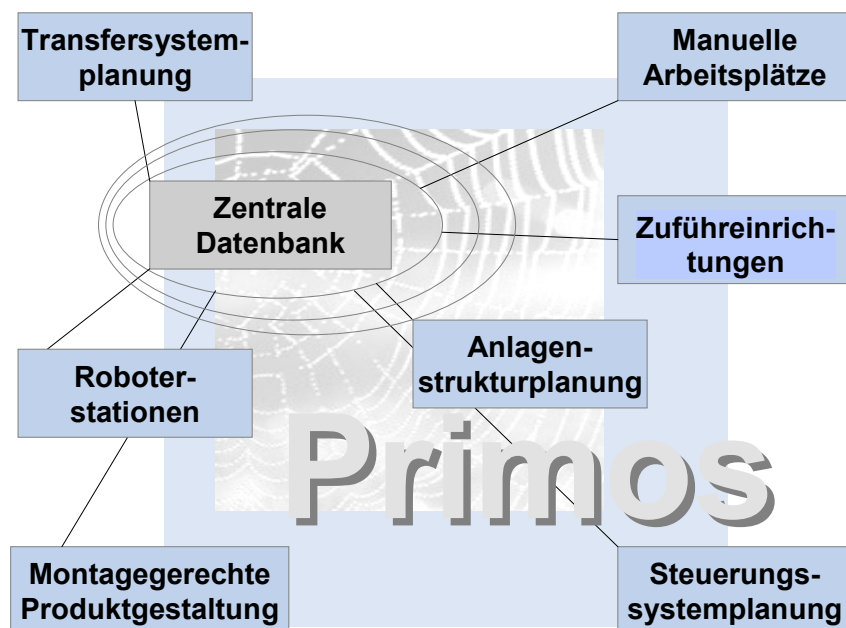 Transfersystem-
planung
Manuelle
Arbeitsplätze
Zentrale
Datenbank
Zuführeinrich-
tungen
Roboter-
stationen
Anlagen-
strukturplanung
Primos
Montagegerechte
Produktgestaltung
Steuerungs-
systemplanung